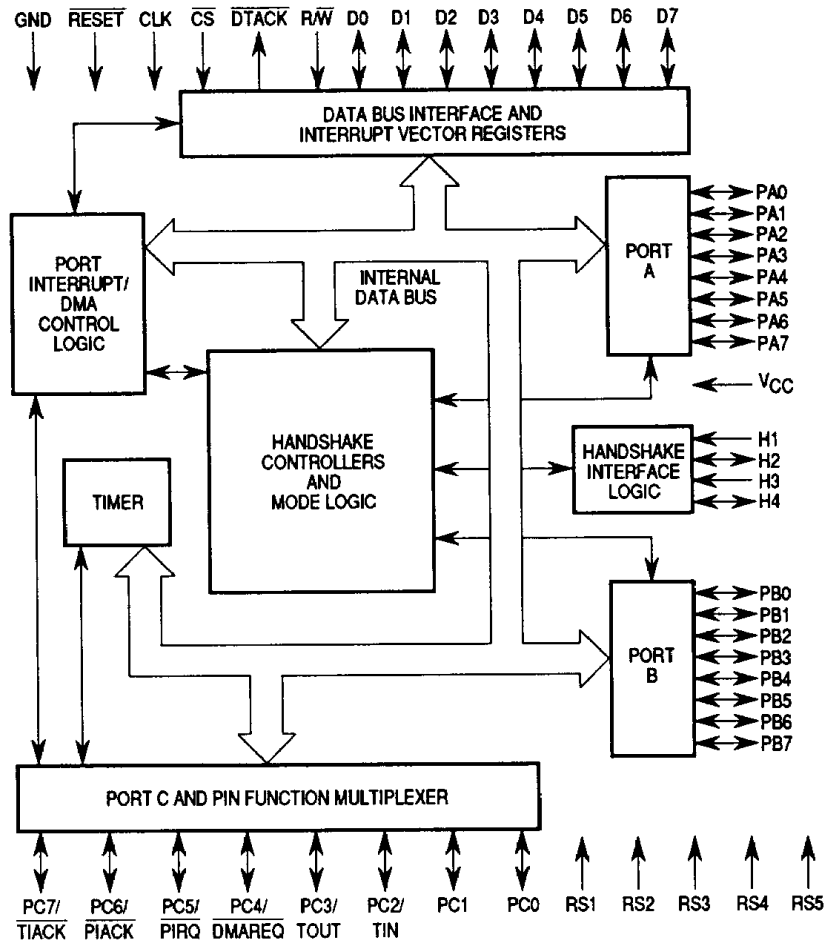 GND RESET CLK CS DTACK R/W D0 D1 D2 D3 D4 D5 D6 D7
DATA BUS INTERFACE AND
INTERRUPT VECTOR REGISTERS
PORT
INTERRUPT/
DMA
CONTROL
LOGIC
INTERNAL
DATA BUS
PORT
A
PA0
PA1
PA2
PA3
PA4
PA5
PA6
PA7
VCC
HANDSHAKE
CONTROLLERS
AND
MODE LOGIC
HANDSHAKE
INTERFACE
LOGIC
H1
H2
H3
H4
TIMER
PORT
B
PB0
PB1
PB2
PB3
PB4
PB5
PB6
PB7
PORT C AND PIN FUNCTION MULTIPLEXER
PC7/ PC6/ PC5/ PC4/ PC3/ PC2/ PC1 PC0 RS1 RS2 RS3 RS4 RS5
TIACK PIACK PIRQ DMAREQ TOUT TIN